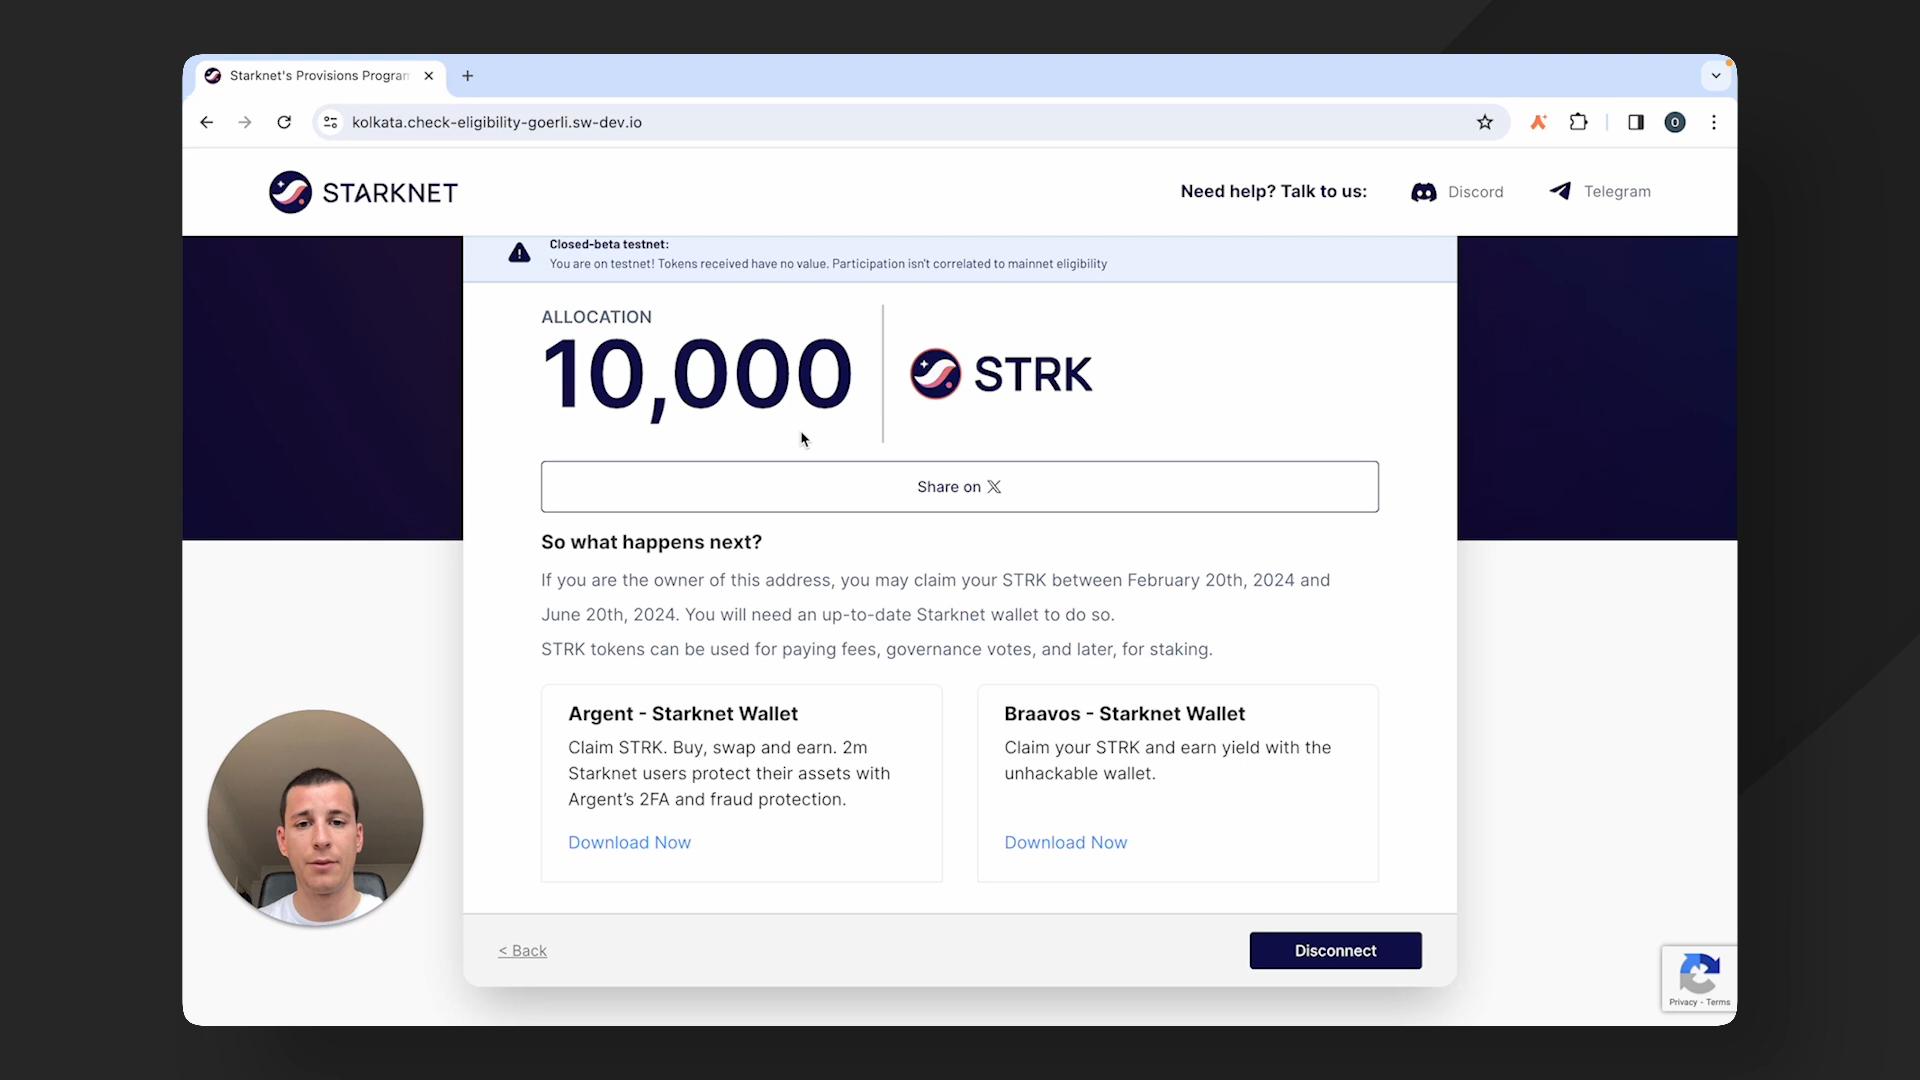 Starknet's Provisions Program
kolkata.check-eligibility-goerli.sw-dev.io
O
STARKNET
Need help? Talk to us:
Discord
Telegram
Closed-beta testnet:
You are on testnet! Tokens received have no value. Participation isn't correlated to mainnet eligibility
ALLOCATION
10,000
STRK
Share on X
So what happens next?
If you are the owner of this address, you may claim your STRK between February 20th, 2024 and
June 20th, 2024. You will need an up-to-date Starknet wallet to do so.
STRK tokens can be used for paying fees, governance votes, and later, for staking.
Argent - Starknet Wallet
Claim STRK. Buy, swap and earn. 2m
Starknet users protect their assets with
Argent’s 2FA and fraud protection.
Download Now
Braavos - Starknet Wallet
Claim your STRK and earn yield with the
unhackable wallet.
Download Now
< Back
Disconnect
Privacy - Terms